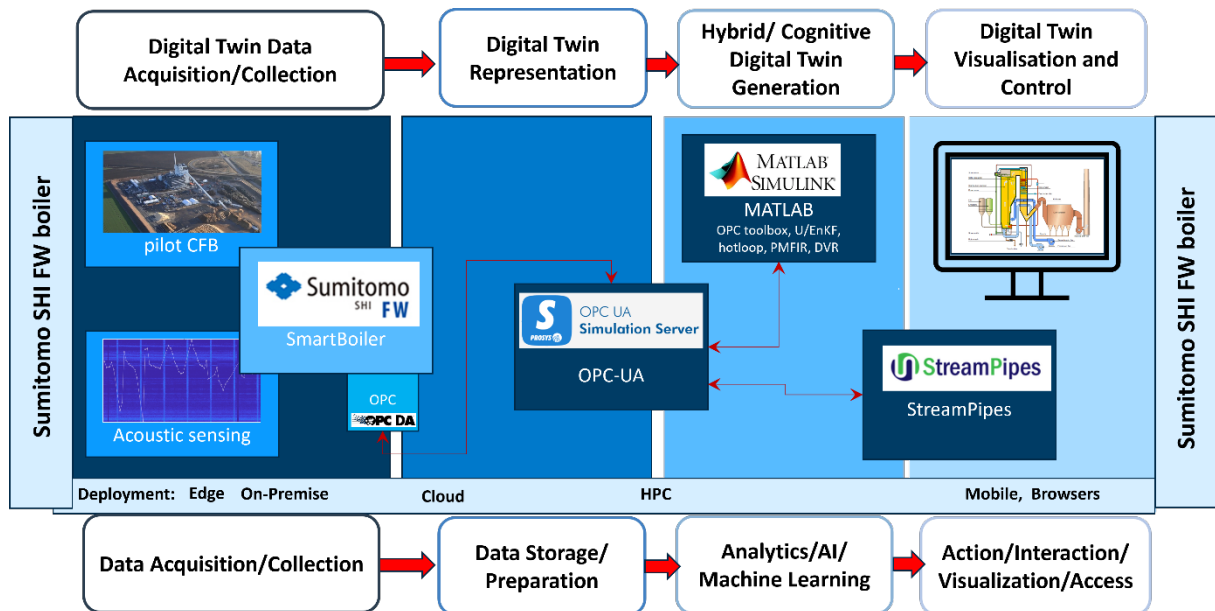 Digital Twin Data
Acquisition/Collection
Digital Twin
Representation
Hybrid/ Cognitive
Digital Twin
Generation
Digital Twin
Visualisation and
Control
Sumitomo SHI FW boiler
pilot CFB
Sumitomo
SHI FW
SmartBoiler
Acoustic sensing
OPC
OPC DA
S
PROSYS
OPC UA
Simulation Server
OPC-UA
MATLAB
SIMULINK
MATLAB
OPC toolbox, U/EnKF,
hotloop, PMFIR, DVR
StreamPipes
StreamPipes
Sumitomo SHI FW boiler
Deployment: Edge On-Premise Cloud HPC Mobile, Browsers
Data Acquisition/Collection
Data Storage/
Preparation
Analytics/AI/
Machine Learning
Action/Interaction/
Visualization/Access